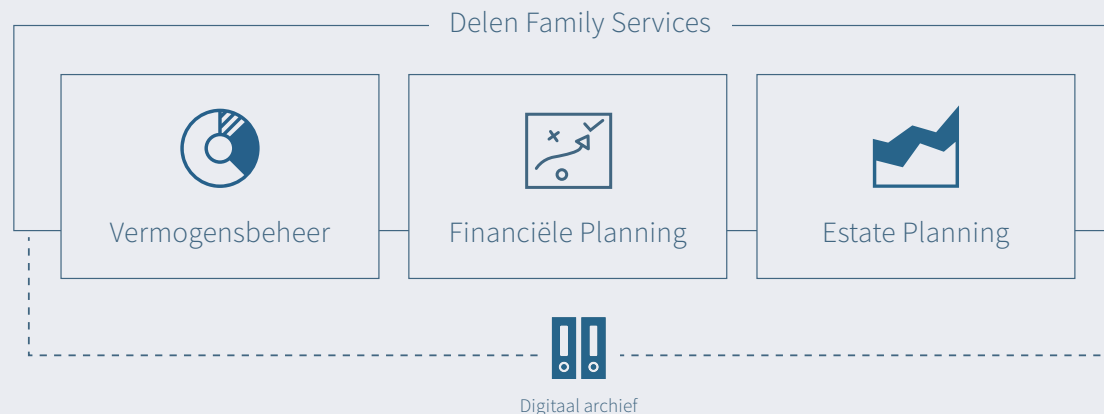 Delen Family Services
Vermogensbeheer
Financiële Planning
Estate Planning
Digitaal archief